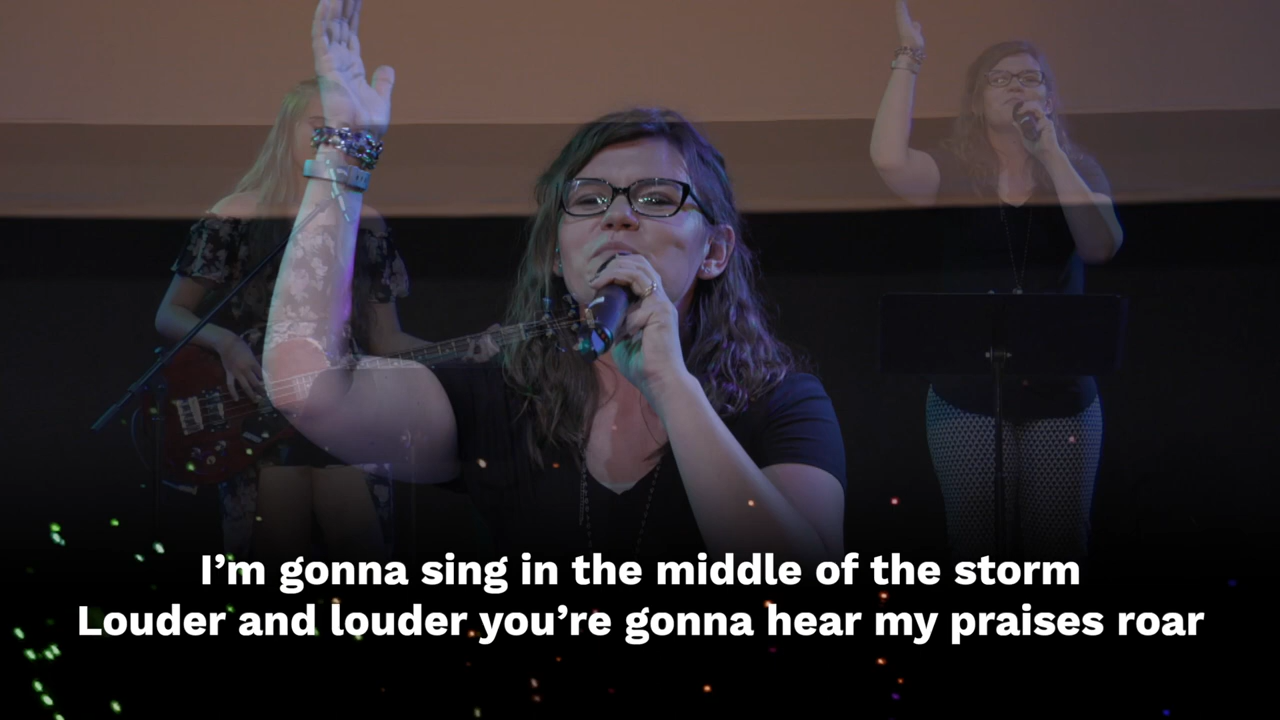 I’m gonna sing in the middle of the storm
Louder and louder you’re gonna hear my praises roar